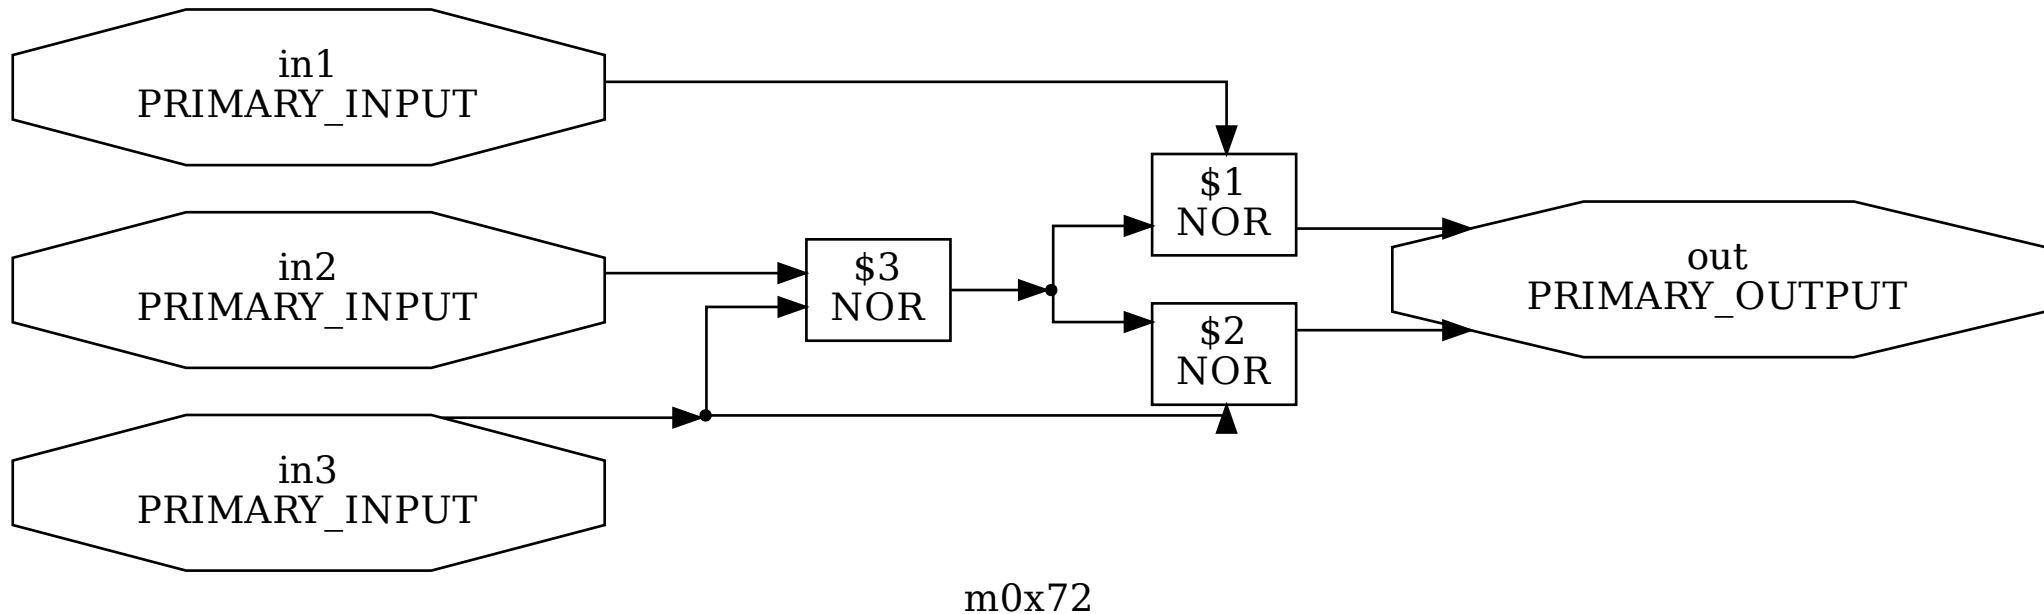 in1
PRIMARY_INPUT
$1
NOR
in2
PRIMARY_INPUT
$3
NOR
out
PRIMARY_OUTPUT
$2
NOR
in3
PRIMARY_INPUT
m0x72